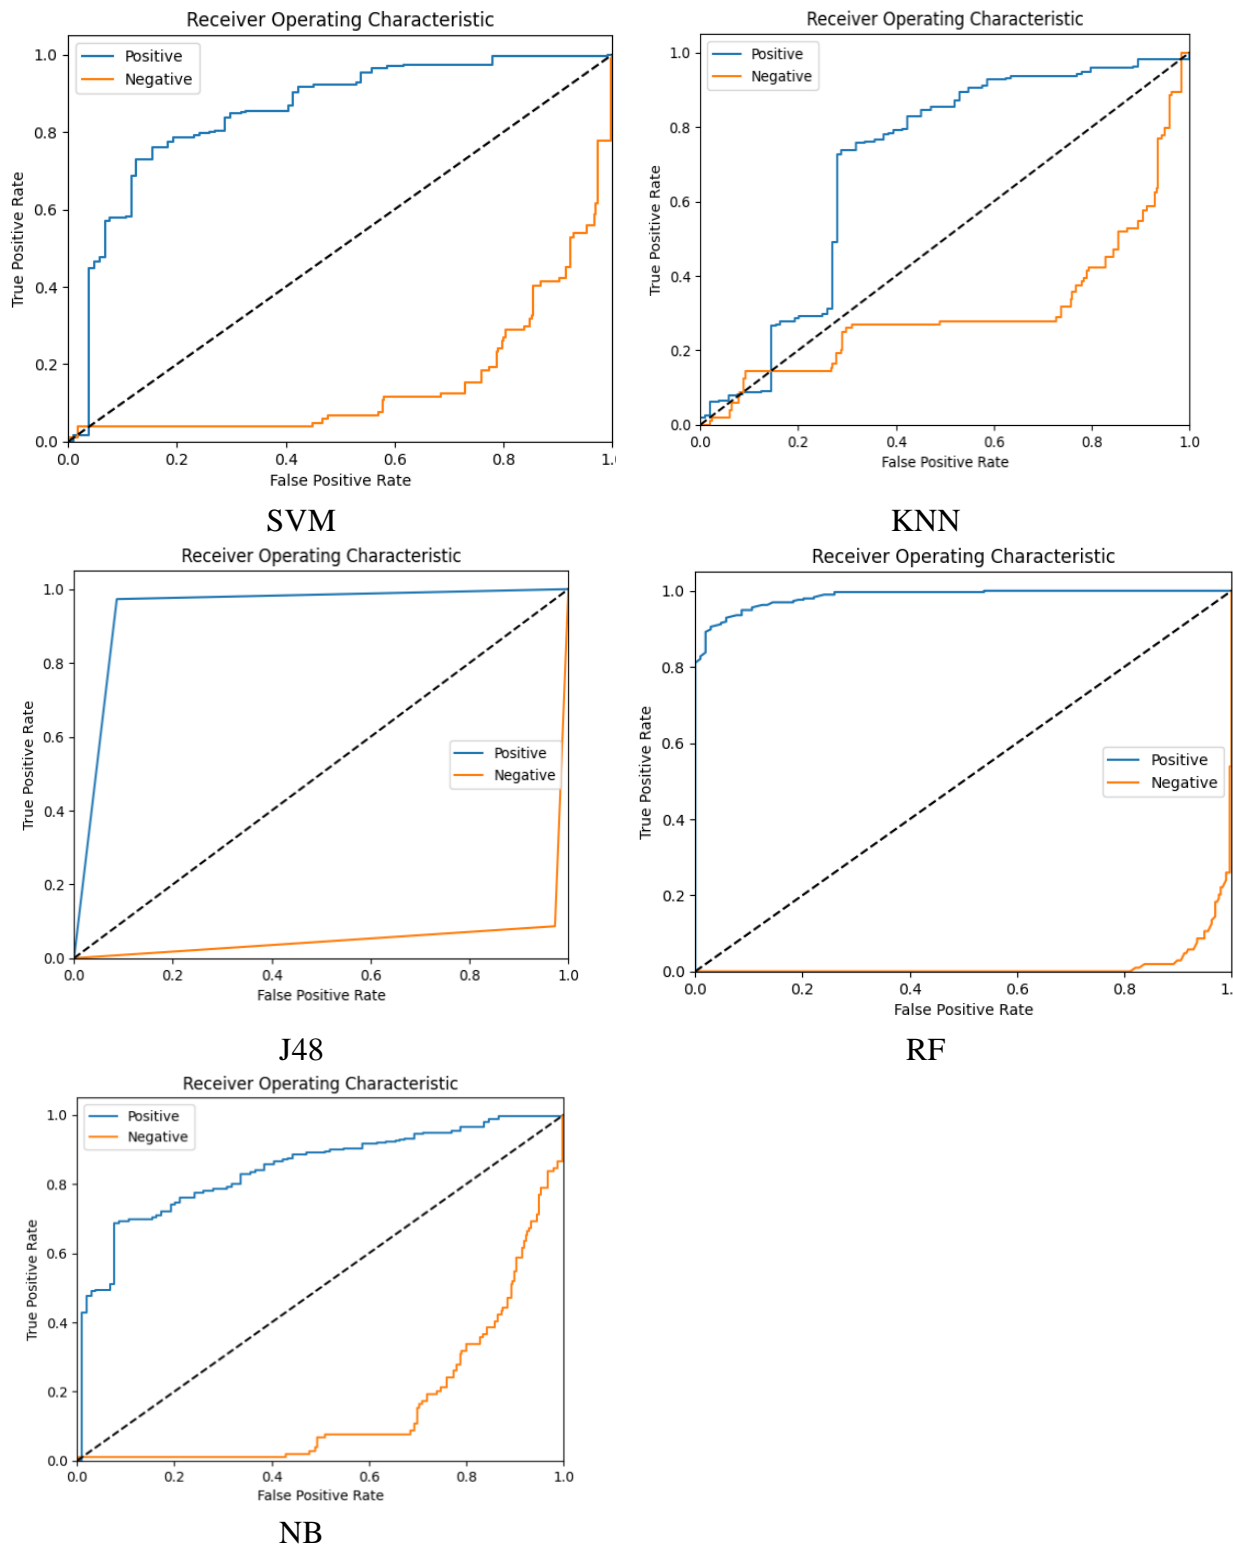 Receiver Operating Characteristic
Positive
Negative
True Positive Rate
1.0
0.8
0.6
0.4
0.2
0.0
0.0 0.2 0.4 0.6 0.8 1.
False Positive Rate
SVM
Receiver Operating Characteristic
Positive
Negative
True Positive Rate
1.0
0.8
0.6
0.4
0.2
0.0
0.0 0.2 0.4 0.6 0.8 1.0
False Positive Rate
KNN
Receiver Operating Characteristic
Positive
Negative
True Positive Rate
1.0
0.8
0.6
0.4
0.2
0.0
0.0 0.2 0.4 0.6 0.8 1.0
False Positive Rate
J48
Receiver Operating Characteristic
Positive
Negative
True Positive Rate
1.0
0.8
0.6
0.4
0.2
0.0
0.0 0.2 0.4 0.6 0.8 1.
False Positive Rate
RF
Receiver Operating Characteristic
Positive
Negative
True Positive Rate
1.0
0.8
0.6
0.4
0.2
0.0
0.0 0.2 0.4 0.6 0.8 1.0
False Positive Rate
NB